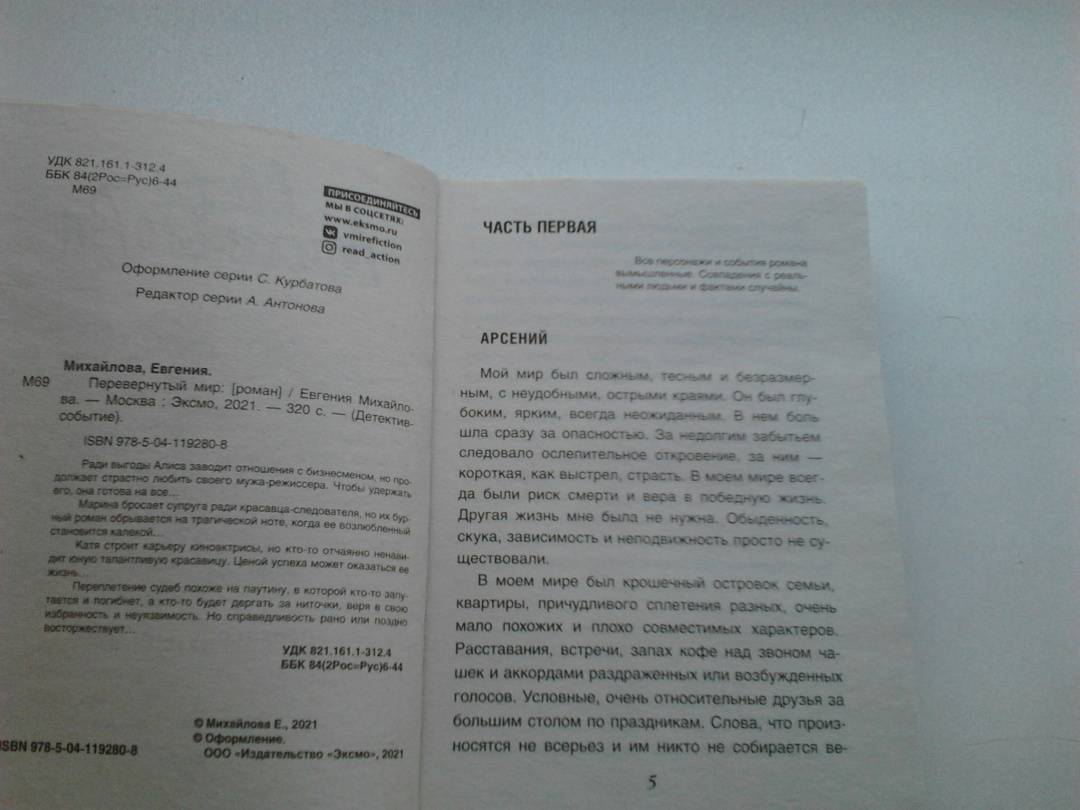 УДК 821.161.1-312.4
ББК 84(2Рос=Рус)6-44
М69
ПРИСОЕДИНЯЙТЕСЬ
МЫ В СОЦСЕТЯХ:
www.eksmo.ru
vmirefiction
read_action
Оформление серии С. Курбатова
Редактор серии А. Антонова
Михайлова, Евгения.
М69 Перевернутый мир: [роман] / Евгения Михайло-
ва. — Москва : Эксмо, 2021. — 320 с. — (Детектив-
событие).
ISBN 978-5-04-119280-8
Ради выгоды Алиса заводит отношения с бизнесменом, но про-
должает страстно любить своего мужа-режиссера. Чтобы удержать
его, она готова на все...
Марина бросает супруга ради красавца-следователя, но их бур-
ный роман обрывается на трагической ноте, когда ее возлюбленный
становится калекой...
Катя строит карьеру киноактрисы, но кто-то отчаянно ненави-
дит юную талантливую красавицу. Ценой успеха может оказаться ее
жизнь...
Переплетение судеб похоже на паутину, в которой кто-то запу-
тается и погибнет, а кто-то будет дергать за ниточки, веря в свою
избранность и неуязвимость. Но справедливость рано или поздно
восторжествует...
УДК 821.161.1-312.4
ББК 84(2Рос=Рус)6-44
© Михайлова Е., 2021
© Оформление.
ООО «Издательство «Эксмо», 2021
ISBN 978-5-04-119280-8
ЧАСТЬ ПЕРВАЯ
Все персонажи и события романа
вымышленные. Совпадения с реаль-
ными людьми и фактами случайны.
АРСЕНИЙ
Мой мир был сложным, тесным и безразмер-
ным, с неудобными, острыми краями. Он был глу-
боким, ярким, всегда неожиданным. В нем боль
шла сразу за опасностью. За недолгим забытьем
следовало ослепительное откровение, за ним —
короткая, как выстрел, страсть. В моем мире всег-
да были риск смерти и вера в победную жизнь.
Другая жизнь мне была не нужна. Обыденность,
скука, зависимость и неподвижность просто не су-
ществовали.
В моем мире был крошечный островок семьи,
квартиры, причудливого сплетения разных, очень
мало похожих и плохо совместимых характеров.
Расставания, встречи, запах кофе над звоном ча-
шек и аккордами раздраженных или возбужденных
голосов. Условные, очень относительные друзья за
большим столом по праздникам. Слова, что произ-
носятся не всерьез и им никто не собирается ве-
5